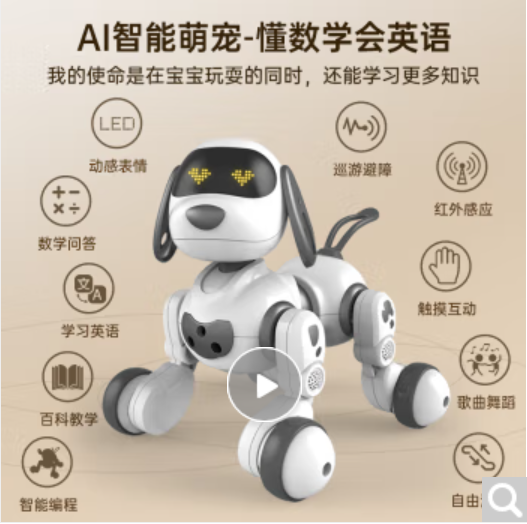 AI智能萌宠-懂数学会英语
我的使命是在宝宝玩耍的同时，还能学习更多知识
LED
动感表情
巡游避障
数学问答
红外感应
学习英语
触摸互动
百科教学
歌曲舞蹈
智能编程
自由